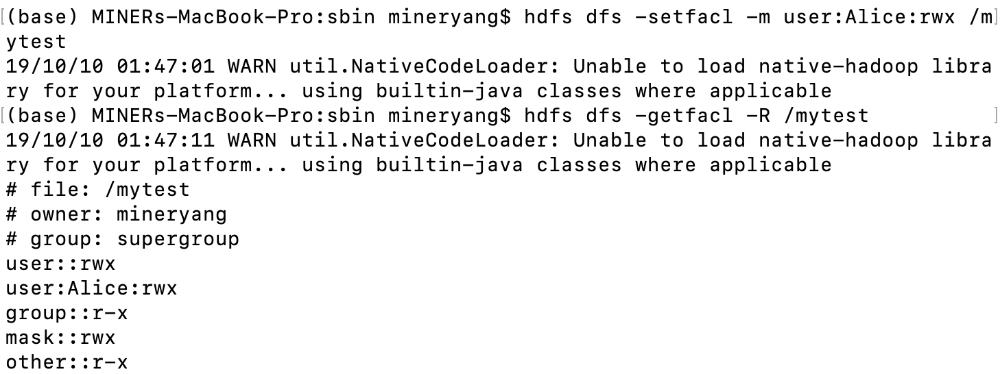 [(base) MINERs-MacBook-Pro:sbin mineryang$ hdfs dfs -setfacl -m user:Alice:rwx /m]
ytest
19/10/10 01:47:01 WARN util.NativeCodeLoader: Unable to load native-hadoop libra
ry for your platform... using builtin-java classes where applicable
[(base) MINERs-MacBook-Pro:sbin mineryang$ hdfs dfs -getfacl -R /mytest ]
19/10/10 01:47:11 WARN util.NativeCodeLoader: Unable to load native-hadoop libra
ry for your platform... using builtin-java classes where applicable
# file: /mytest
# owner: mineryang
# group: supergroup
user::rwx
user:Alice:rwx
group::r-x
mask::rwx
other::r-x